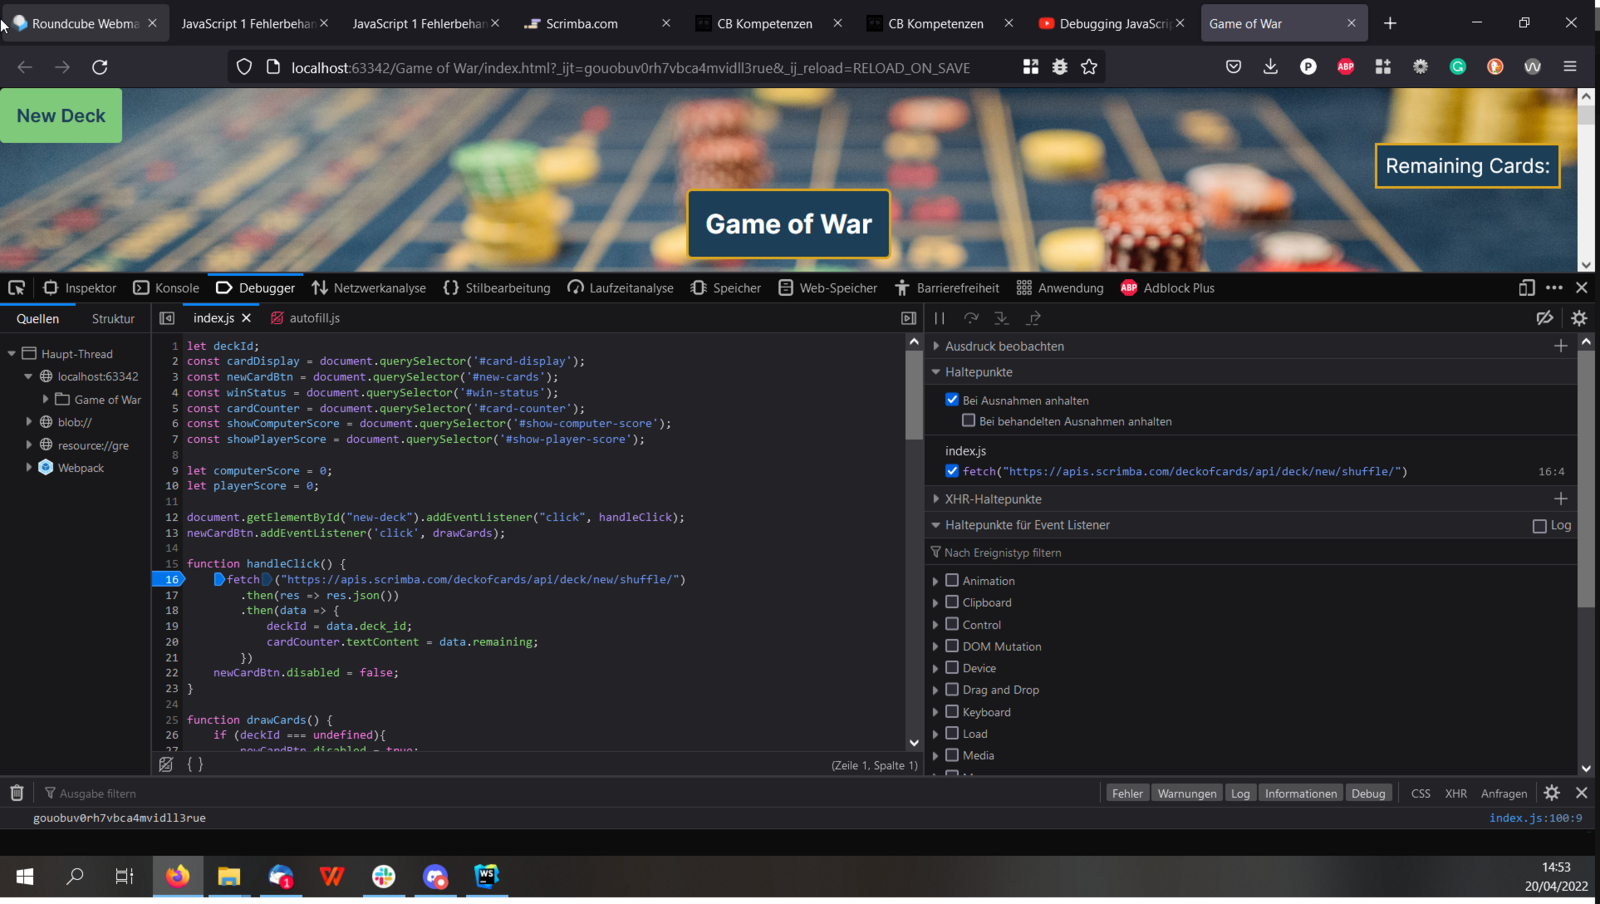 Roundcube Webma
JavaScript 1 Fehlerbehan
JavaScript 1 Fehlerbehan
Scrimba.com
CB Kompetenzen
CB Kompetenzen
Debugging JavaScri
Game of War
localhost:63342/Game of War/index.html?_ijt=gouobuv0rh7vbca4mvidll3rue&_ij_reload=RELOAD_ON_SAVE
P
ABP
New Deck
Remaining Cards:
Game of War
Inspektor
Konsole
Debugger
Netzwerkanalyse
Stilbearbeitung
Laufzeitanalyse
Speicher
Web-Speicher
Barrierefreiheit
Anwendung
ABP Adblock Plus
Quellen
Struktur
index.js
autofill.js
Haupt-Thread
localhost:63342
Game of War
blob://
resource://gre
Webpack
1 let deckId;
2 const cardDisplay = document.querySelector('#card-display');
3 const newCardBtn = document.querySelector('#new-cards');
4 const winStatus = document.querySelector('#win-status');
5 const cardCounter = document.querySelector('#card-counter');
6 const showComputerScore = document.querySelector('#show-computer-score');
7 const showPlayerScore = document.querySelector('#show-player-score');
8
9 let computerScore = 0;
10 let playerScore = 0;
11
12 document.getElementById("new-deck").addEventListener("click", handleClick);
13 newCardBtn.addEventListener('click', drawCards);
14
15 function handleClick() {
16 fetch ("https://apis.scrimba.com/deckofcards/api/deck/new/shuffle/")
17 .then(res => res.json())
18 .then(data => {
19 deckId = data.deck_id;
20 cardCounter.textContent = data.remaining;
21 })
22 newCardBtn.disabled = false;
23 }
24
25 function drawCards() {
26 if (deckId === undefined){
27 newCardBtn.disabled = true;
{ }
(Zeile 1, Spalte 1)
Ausdruck beobachten
Haltepunkte
Bei Ausnahmen anhalten
Bei behandelten Ausnahmen anhalten
index.js
fetch("https://apis.scrimba.com/deckofcards/api/deck/new/shuffle/") 16:4
XHR-Haltepunkte
Haltepunkte für Event Listener
Log
Nach Ereignistyp filtern
Animation
Clipboard
Control
DOM Mutation
Device
Drag and Drop
Keyboard
Load
Media
Ausgabe filtern
Fehler
Warnungen
Log
Informationen
Debug
CSS
XHR
Anfragen
gouobuv0rh7vbca4mvidll3rue
index.js:100:9
1
WS
14:53
20/04/2022